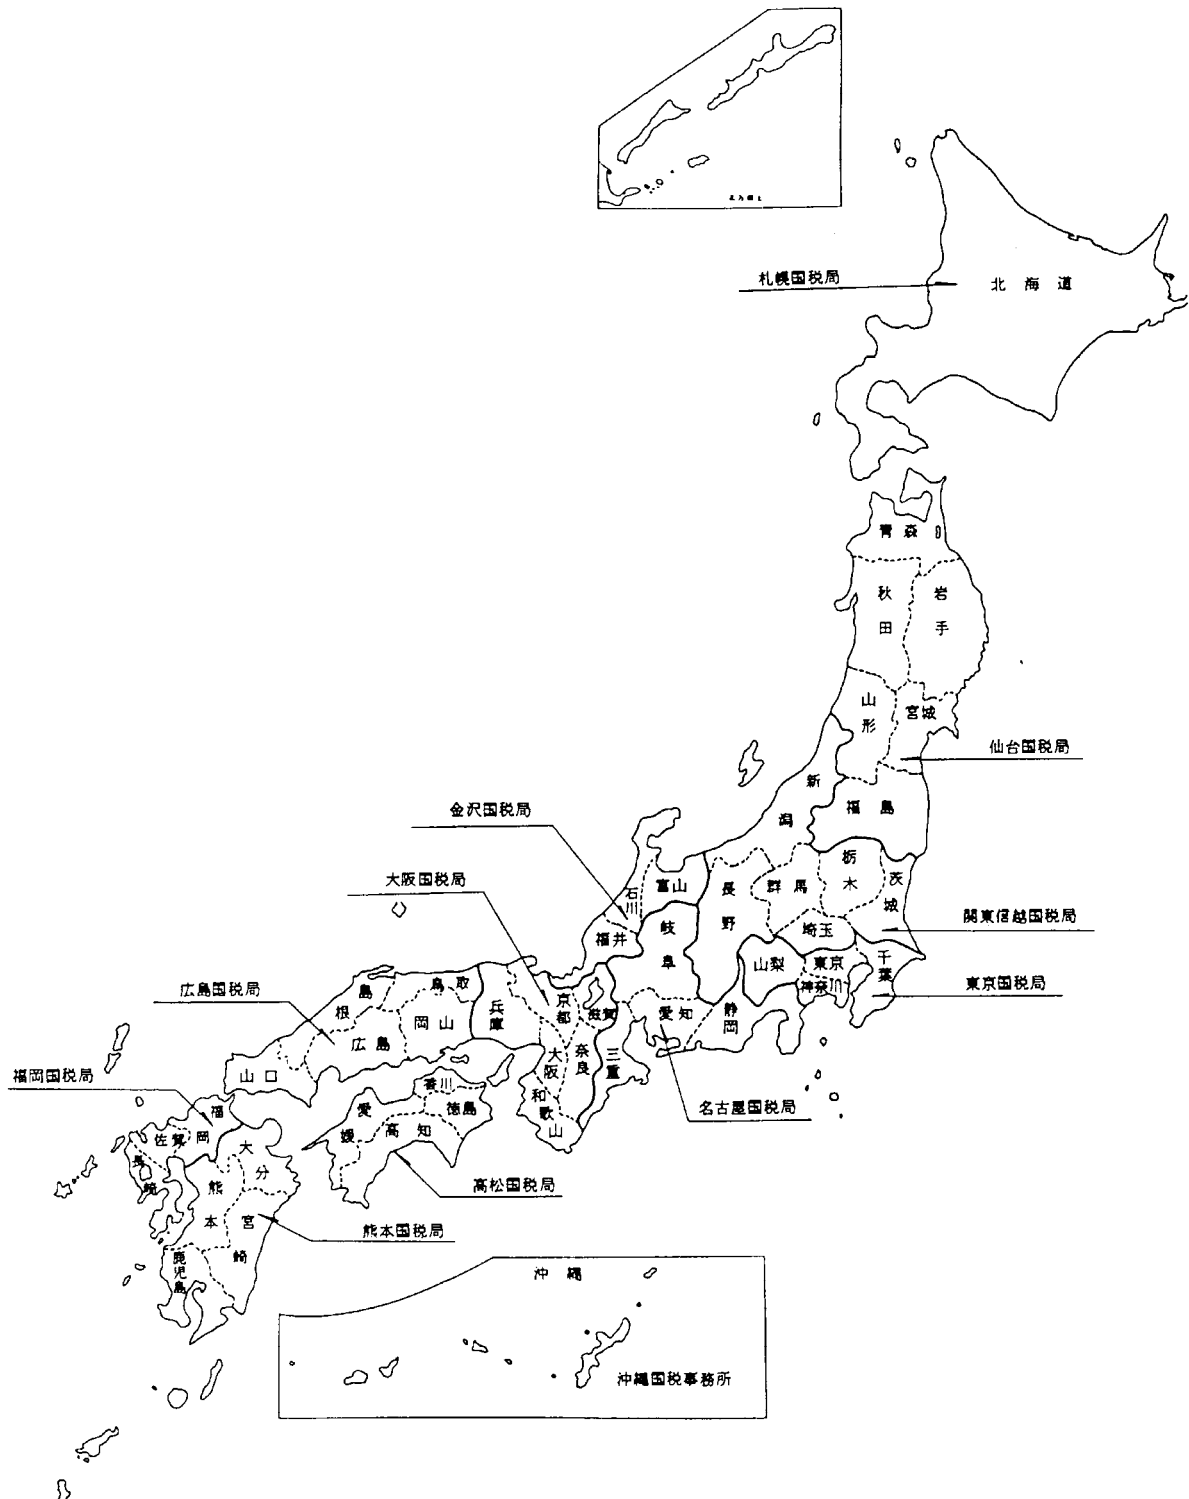 北方領土
札幌国税局
北海道
青森
秋田
岩手
山形
宮城
仙台国税局
新潟
福島
金沢国税局
栃木
大阪国税局
石川
富山
長野
群馬
茨城
関東信越国税局
福井
岐阜
埼玉
山梨
東京
千葉
神奈川
東京国税局
広島国税局
島根
鳥取
兵庫
京都
滋賀
愛知
静岡
岡山
広島
大阪
奈良
三重
山口
福岡国税局
香川
徳島
愛媛
高知
和歌山
名古屋国税局
福岡
佐賀
長崎
大分
高松国税局
熊本
宮崎
熊本国税局
鹿児島
沖縄
沖縄国税事務所